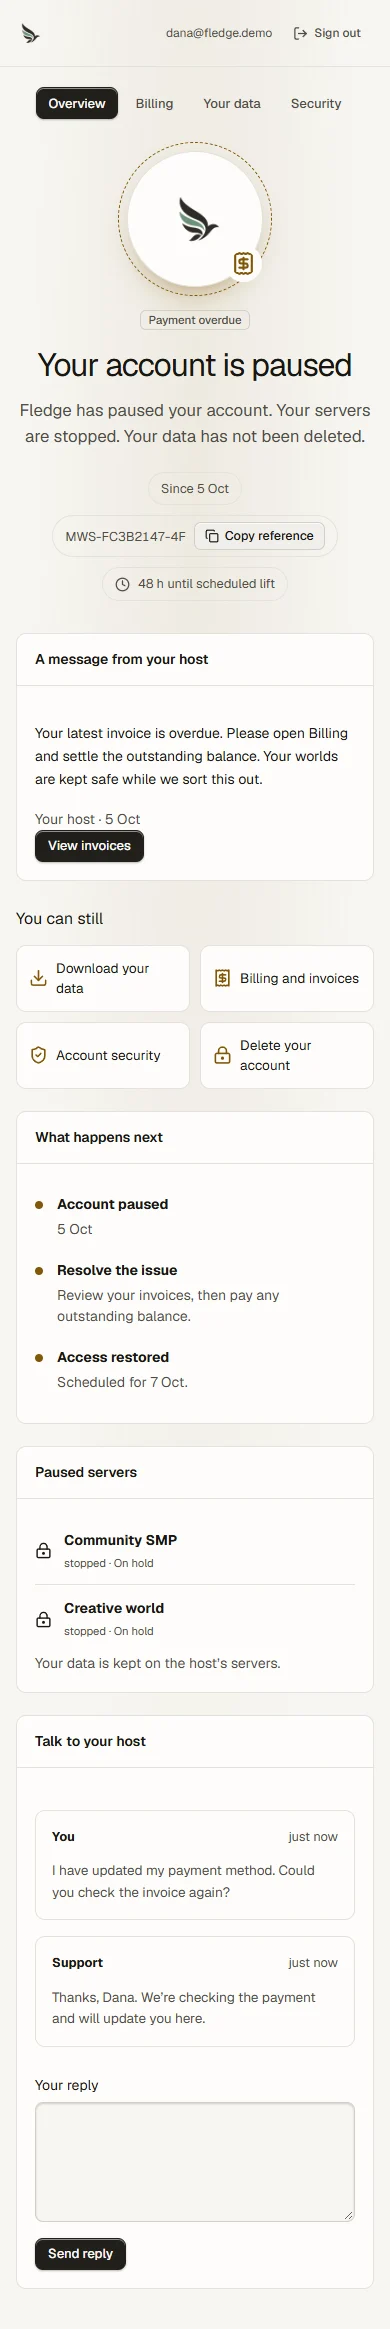 dana@fledge.demo
Sign out
Overview
Billing
Your data
Security
Payment overdue
Your account is paused
Fledge has paused your account. Your servers
are stopped. Your data has not been deleted.
Since 5 Oct
MWS-FC3B2147-4F
Copy reference
48 h until scheduled lift
A message from your host
Your latest invoice is overdue. Please open Billing
and settle the outstanding balance. Your worlds
are kept safe while we sort this out.
Your host · 5 Oct
View invoices
You can still
Download your
data
Billing and invoices
Account security
Delete your
account
What happens next
Account paused
5 Oct
Resolve the issue
Review your invoices, then pay any
outstanding balance.
Access restored
Scheduled for 7 Oct.
Paused servers
Community SMP
stopped · On hold
Creative world
stopped · On hold
Your data is kept on the host's servers.
Talk to your host
You
just now
I have updated my payment method. Could
you check the invoice again?
Support
just now
Thanks, Dana. We're checking the payment
and will update you here.
Your reply
Send reply